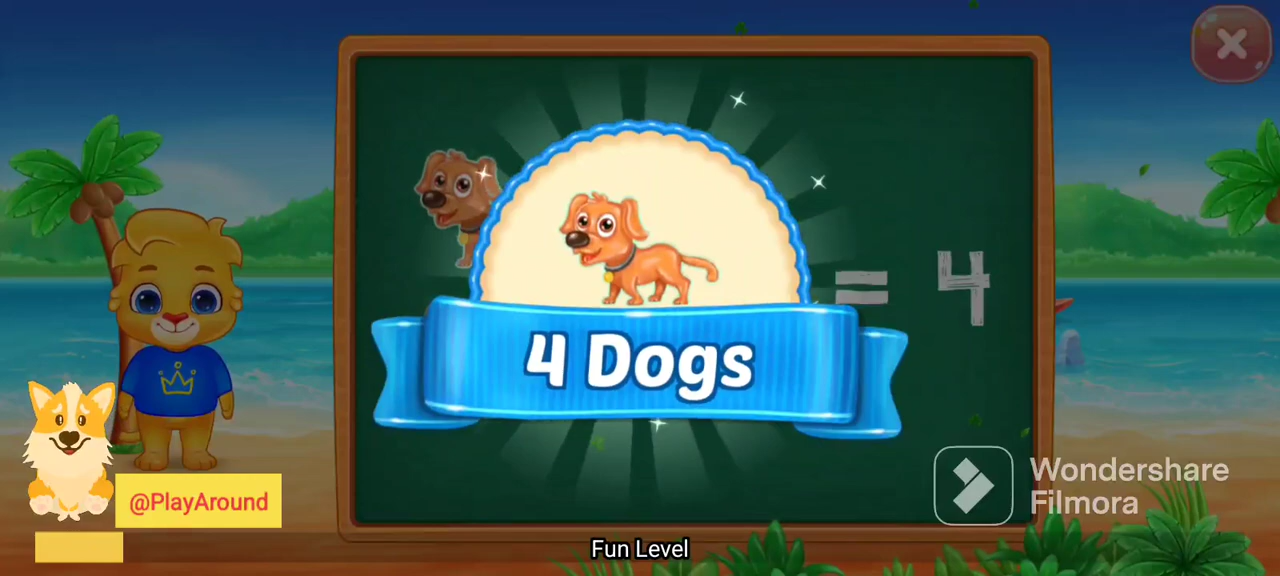 = 4
4 Dogs
@PlayAround
Wondershare
Filmora
Fun Level